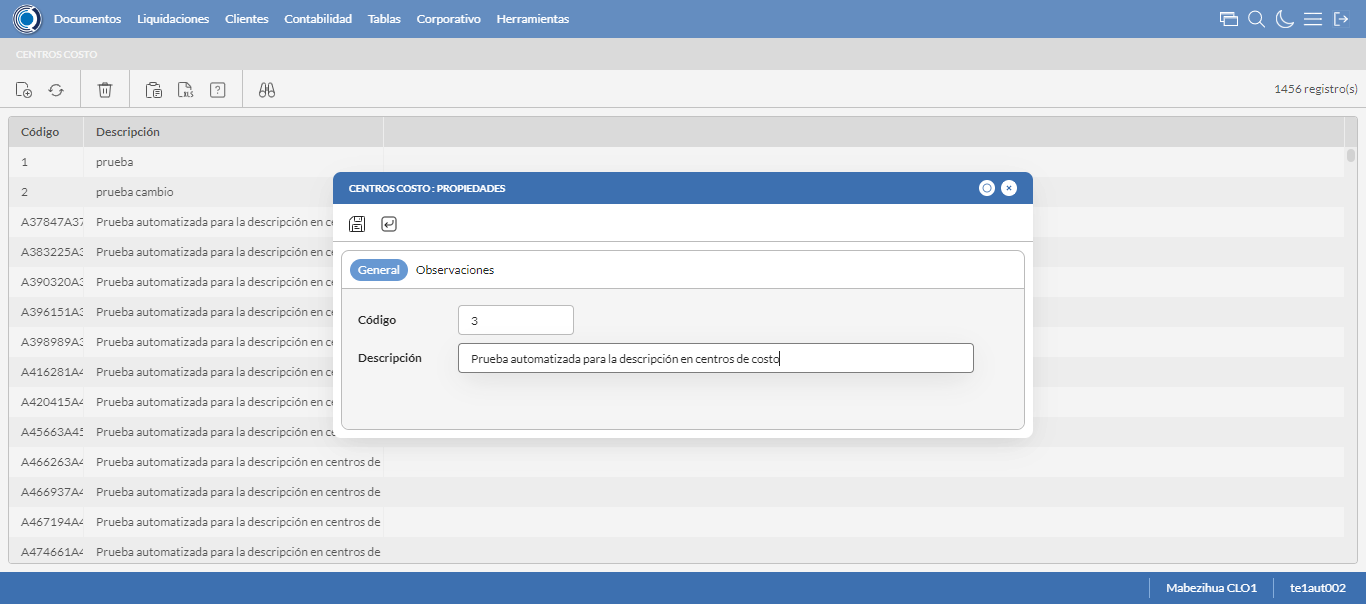 Documentos Liquidaciones Clientes Contabilidad Tablas Corporativo Herramientas
CENTROS COSTO
XLS ? 1456 registro(s)
Código Descripción
1 prueba
2 prueba cambio
CENTROS COSTO : PROPIEDADES
A37847A37 Prueba automatizada para la descripción en ce
A383225A3 Prueba automatizada para la descripción en ce
General Observaciones
A390320A3 Prueba automatizada para la descripción en ce
A396151A3 Prueba automatizada para la descripción en ce
Código 3
A398989A3 Prueba automatizada para la descripción en ce
Descripción Prueba automatizada para la descripción en centros de costo
A416281A4 Prueba automatizada para la descripción en ce
A420415A4 Prueba automatizada para la descripción en ce
A45663A45 Prueba automatizada para la descripción en ce
A466263A4 Prueba automatizada para la descripción en centros de
A466937A4 Prueba automatizada para la descripción en centros de
A467194A4 Prueba automatizada para la descripción en centros de
A474661A4 Prueba automatizada para la descripción en centros de
Mabezihua CLO1 te1aut002